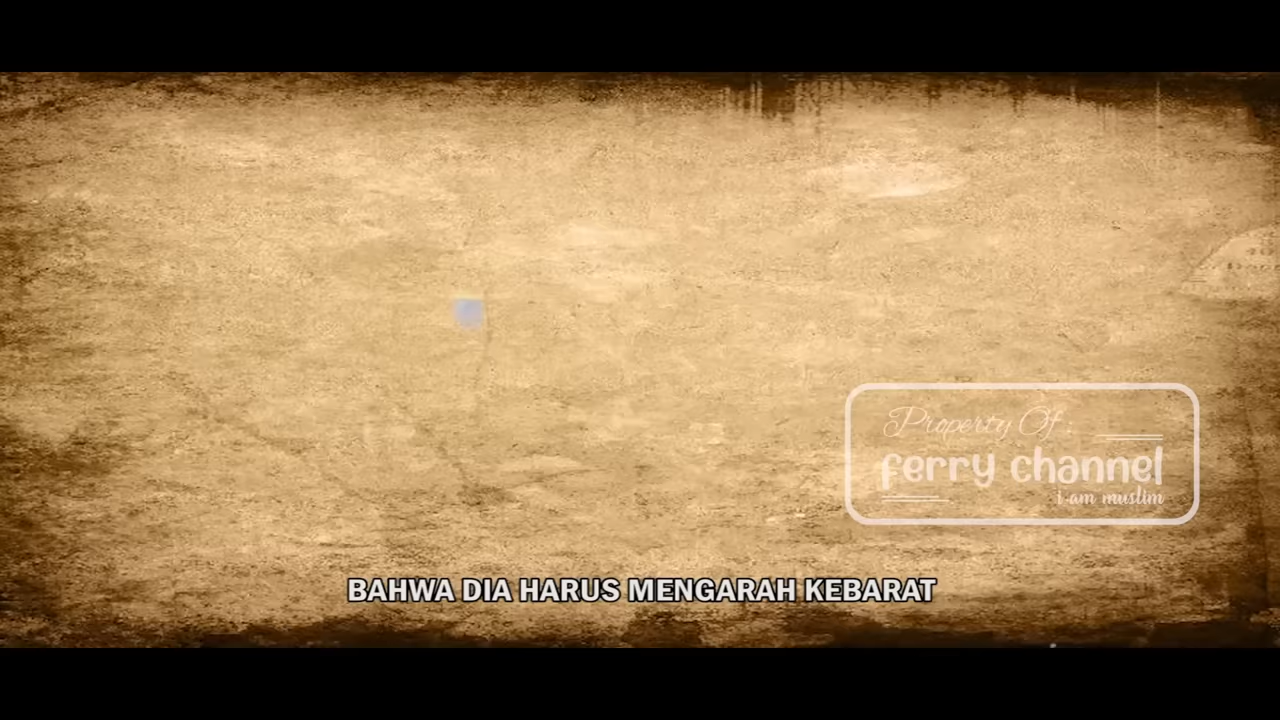 Property Of :
ferry channel
i am muslim
BAHWA DIA HARUS MENGARAH KEBARAT